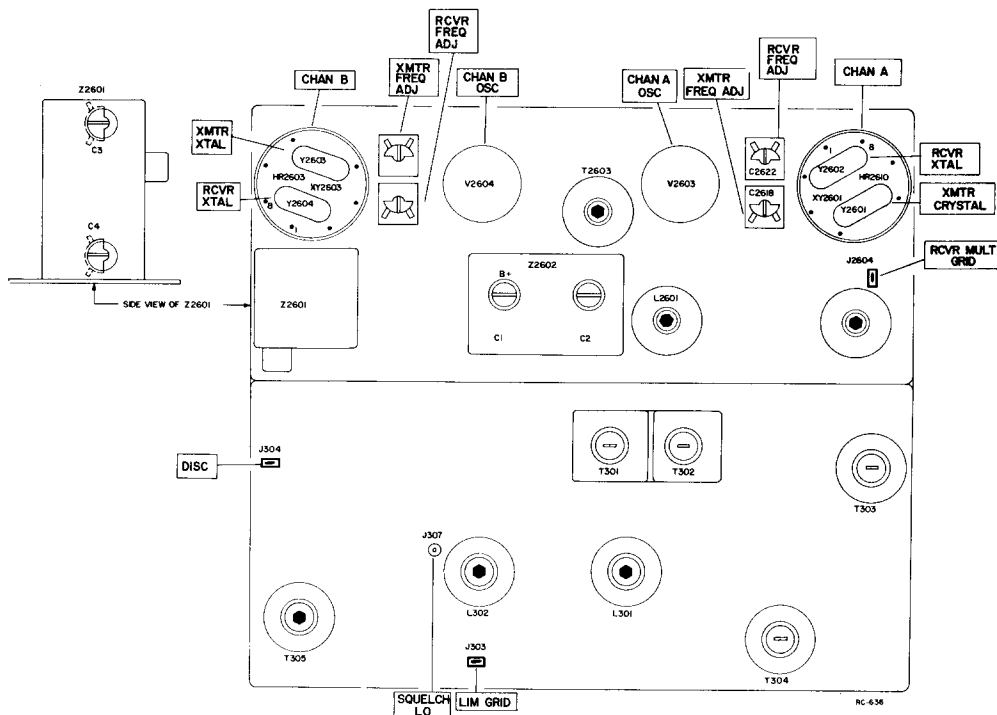 RCVR
FREQ
ADJ
XMTR
FREQ
ADJ
CHAN B
OSC
CHAN A
OSC
XMTR
FREQ ADJ
RCVR
FREQ
ADJ
CHAN A
CHAN B
Z2601
C3
C4
SIDE VIEW OF Z2601
XMTR
XTAL
RCVR
XTAL
Y2603
HR2603
XY2603
Y2604
8
1
V2604
T2603
V2603
C2622
C2618
1
8
Y2602
HR2610
XY2601
Y2601
RCVR
XTAL
XMTR
CRYSTAL
RCVR MULT
GRID
J2604
Z2601
Z2602
B+
C1
C2
L2601
J304
DISC
T301
T302
T303
J307
L302
L301
T305
J303
T304
SQUELCH
LO
LIM GRID
RC-636